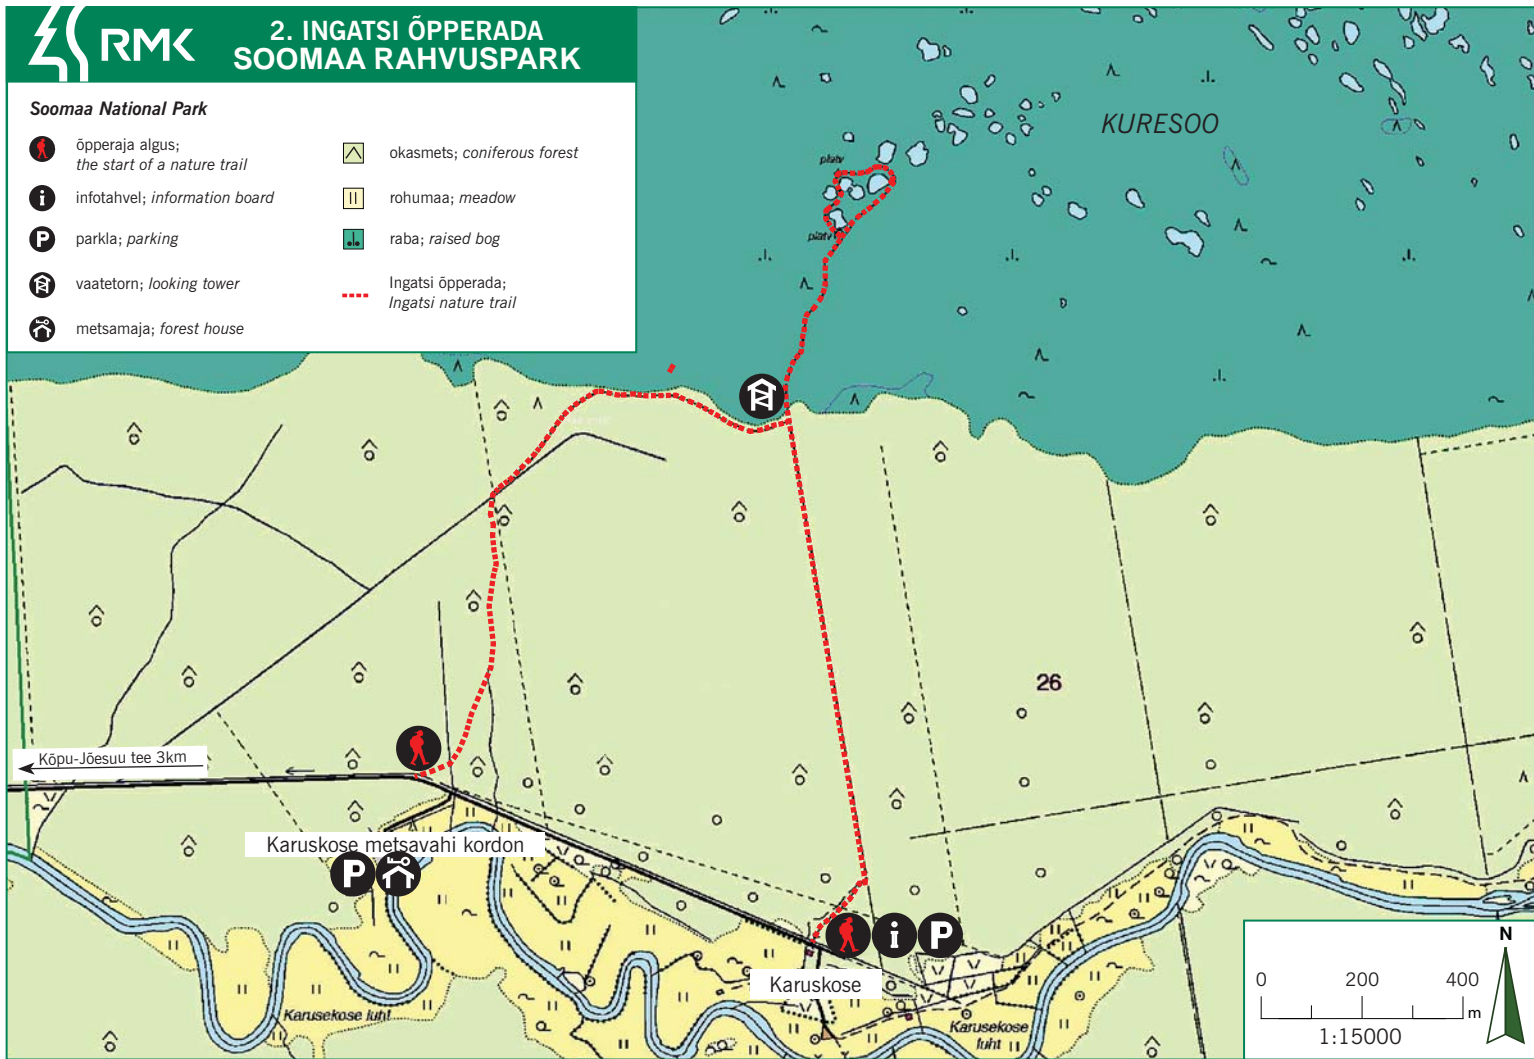 RMK
2. INGATSI ÕPPERADA
SOOMAA RAHVUSPARK
Soomaa National Park
õpperaja algus;
the start of a nature trail
i
infotahvel; information board
P
parkla; parking
vaatetorn; looking tower
metsamaja; forest house
okasmets; coniferous forest
rohumaa; meadow
raba; raised bog
Ingatsi õpperada;
Ingatsi nature trail
KURESOO
platv
platv
26
Kõpu-Jõesuu tee 3km
Karuskose metsavahi kordon
P
i
P
Karuskose
Karusekose luht
Karusekose
luht
N
0 200 400
m
1:15000